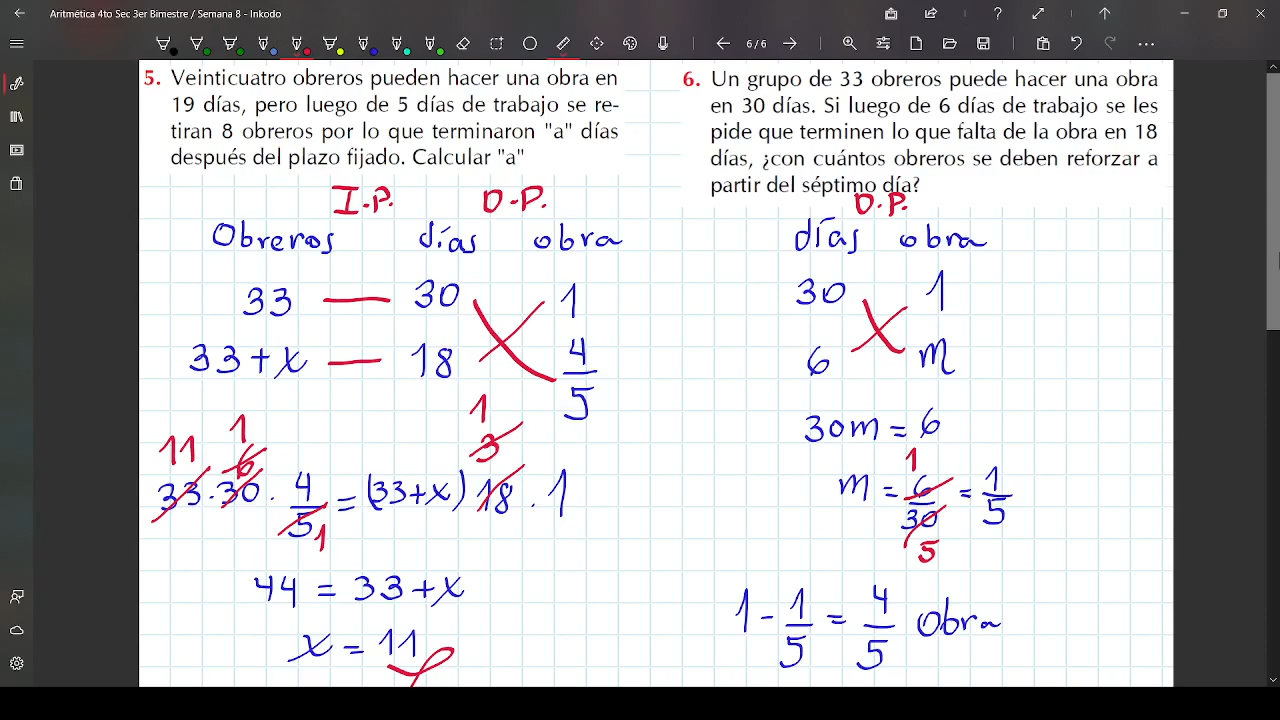 Aritmética 4to Sec 3er Bimestre / Semana 8 - Inkodo
6/6
5. Veinticuatro obreros pueden hacer una obra en
19 días, pero luego de 5 días de trabajo se re-
tiran 8 obreros por lo que terminaron "a" días
después del plazo fijado. Calcular "a"
I.P. D.P.
Obreros días obra
33 30 1
33+x 18 4/5
11 1 6 1 3
33·30·4/5=(33+x)18·1
1
44=33+x
x=11
6. Un grupo de 33 obreros puede hacer una obra
en 30 días. Si luego de 6 días de trabajo se les
pide que terminen lo que falta de la obra en 18
días, ¿con cuántos obreros se deben reforzar a
partir del séptimo día?
D.P.
días obra
30 1
6 m
30m=6
1
m=6/30=1/5
5
1-1/5=4/5 Obra